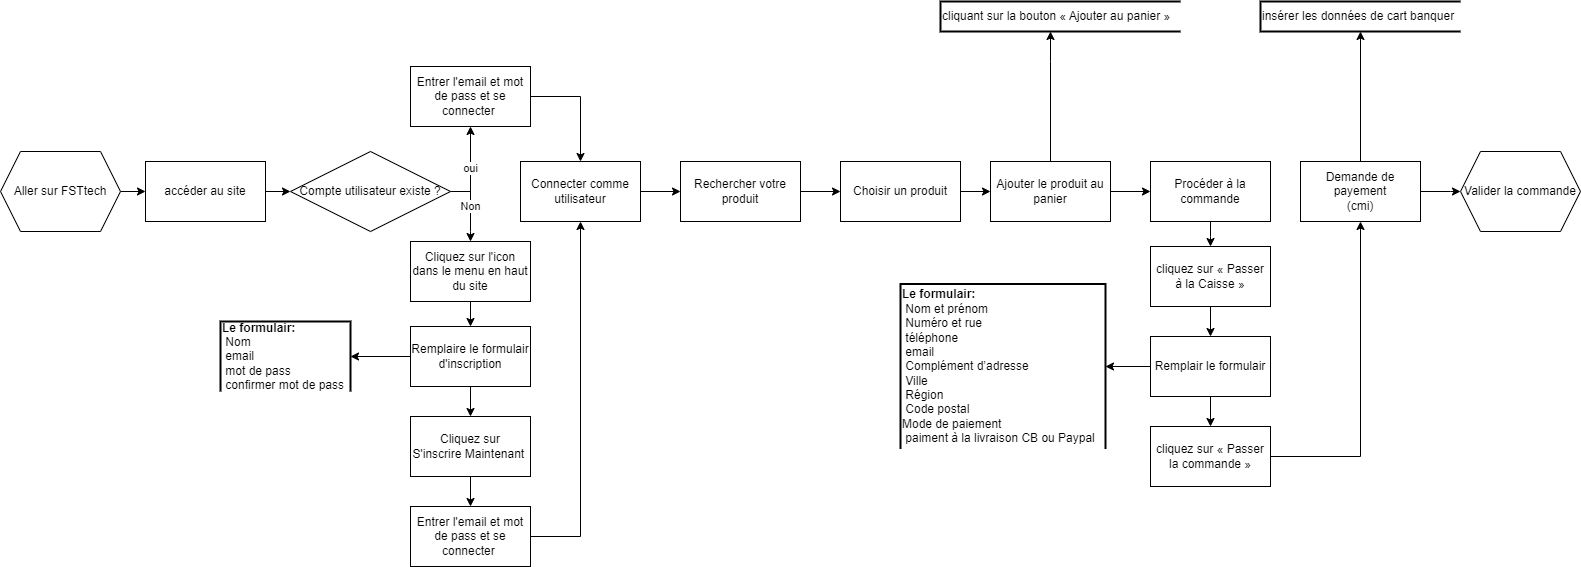 cliquant sur la bouton « Ajouter au panier »
insérer les données de cart banquer
Entrer l'email et mot
de pass et se
connecter
Aller sur FSTtech
accéder au site
Compte utilisateur existe ?
oui
Non
Connecter comme
utilisateur
Rechercher votre
produit
Choisir un produit
Ajouter le produit au
panier
Procéder à la
commande
Demande de
payement
(cmi)
Valider la commande
Cliquez sur l'icon
dans le menu en haut
du site
cliquez sur « Passer
à la Caisse »
Le formulair:
Nom
email
mot de pass
confirmer mot de pass
Remplaire le formulair
d'inscription
Le formulair:
Nom et prénom
Numéro et rue
téléphone
email
Complément d'adresse
Ville
Région
Code postal
Mode de paiement
paiment à la livraison CB ou Paypal
Remplair le formulair
Cliquez sur
S'inscrire Maintenant
cliquez sur « Passer
la commande »
Entrer l'email et mot
de pass et se
connecter